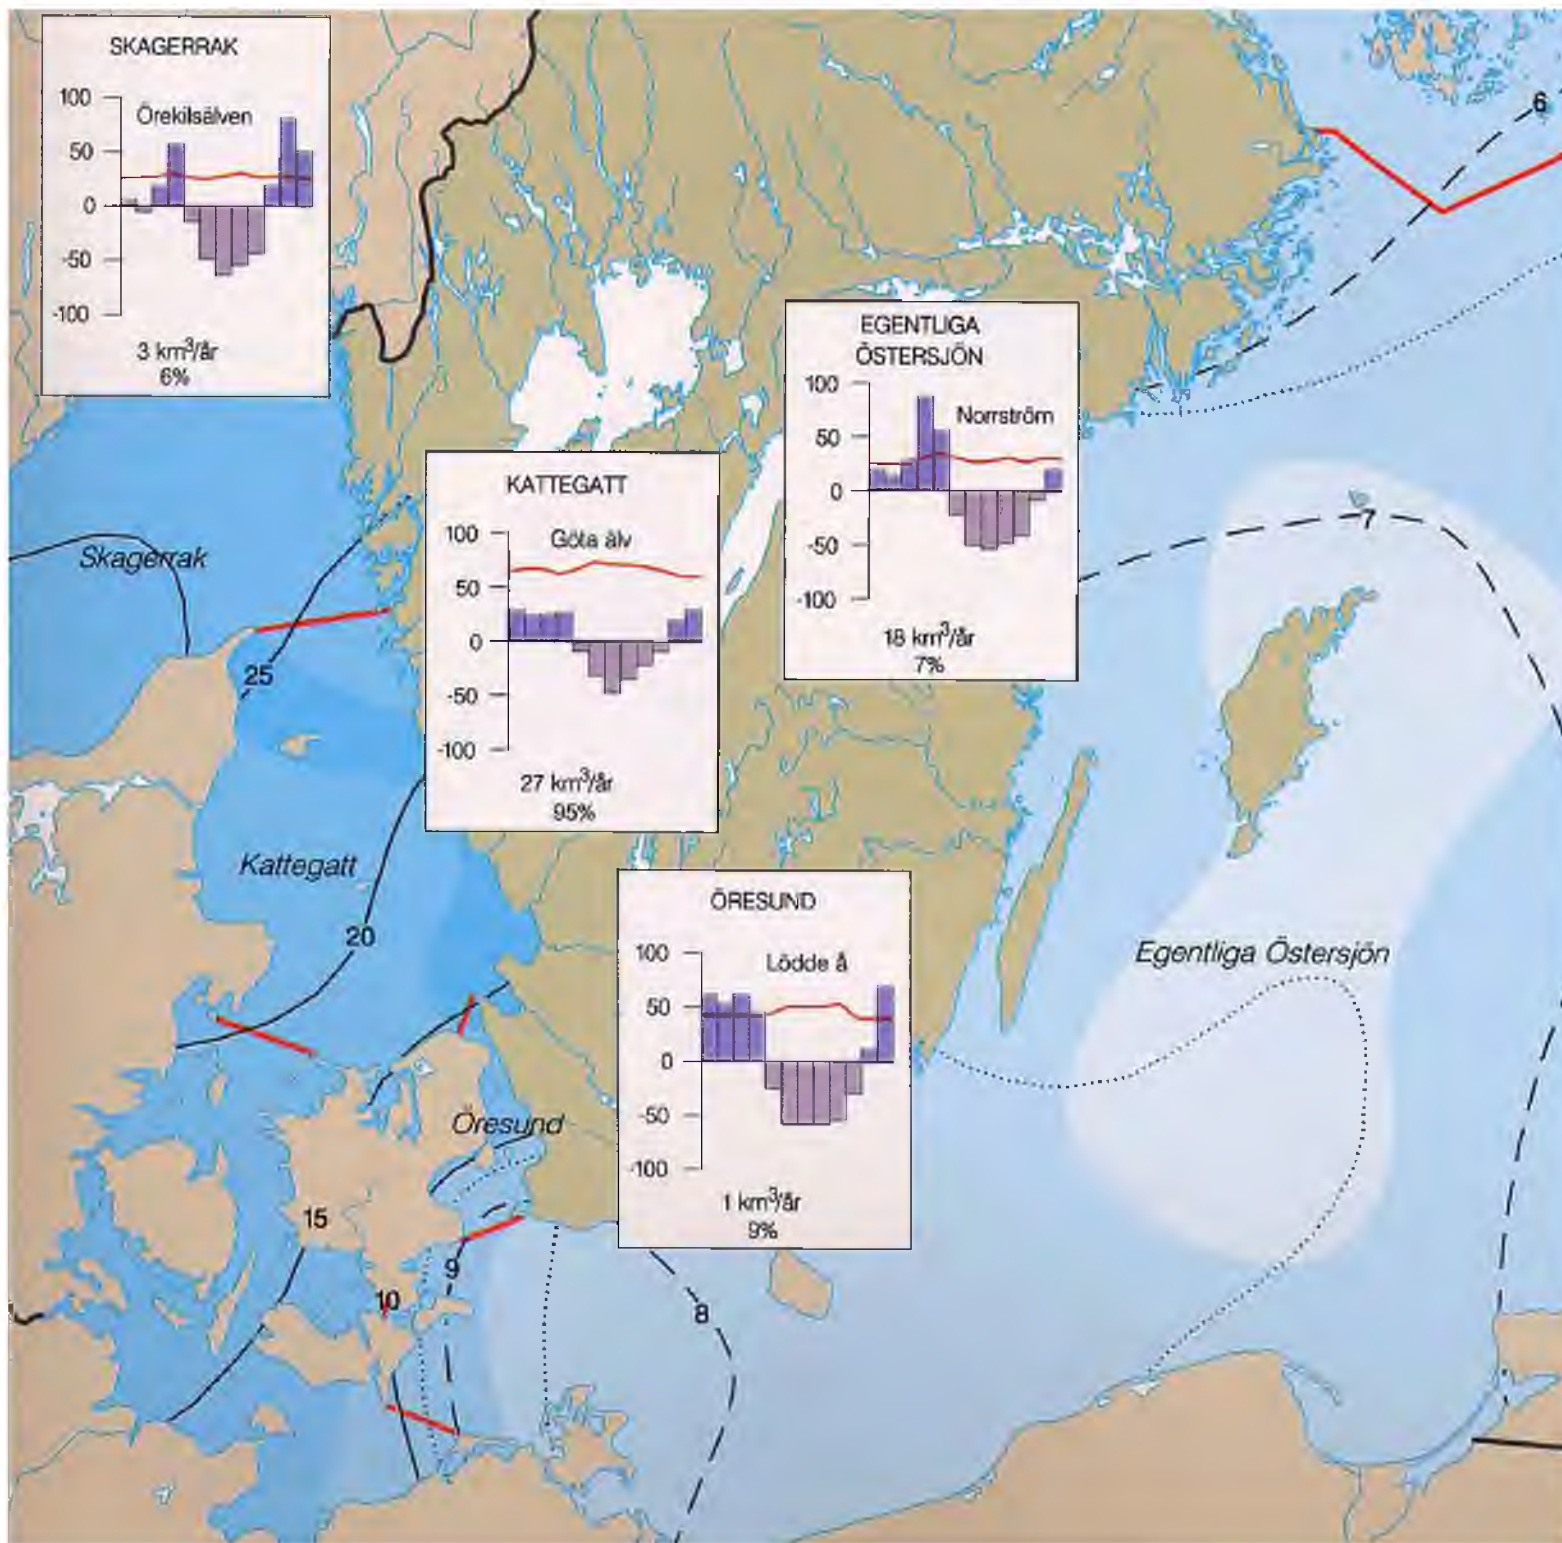 SKAGERRAK
100
Örekilsälven
50
0
-50
-100
3 km³/år
6%
6
EGENTLIGA
ÖSTERSJÖN
100
Norrström
50
0
-50
-100
18 km³/år
7%
KATTEGATT
100
Göta älv
50
0
-50
-100
27 km³/år
95%
Skagerrak
7
25
Kattegatt
20
ÖRESUND
100
Lödde å
50
0
-50
-100
1 km³/år
9%
Egentliga Östersjön
Öresund
15
9
10
8